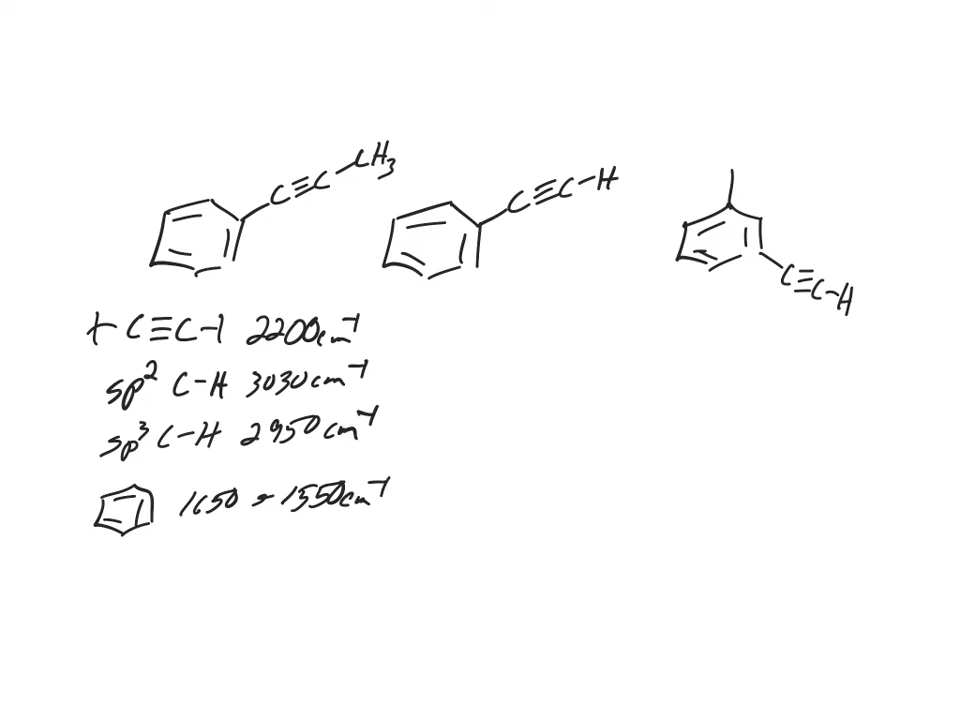 C≡C-CH3
C≡C-H
C≡C-H
+C≡C-| 2200cm-1
sp2 C-H 3030cm-1
sp3 C-H 2950cm-1
1650 1550cm-1